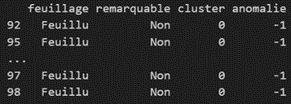 feuillage remarquable cluster anomalie
92 Feuillu Non 0 -1
95 Feuillu Non 0 -1
...
97 Feuillu Non 0 -1
98 Feuillu Non 0 -1